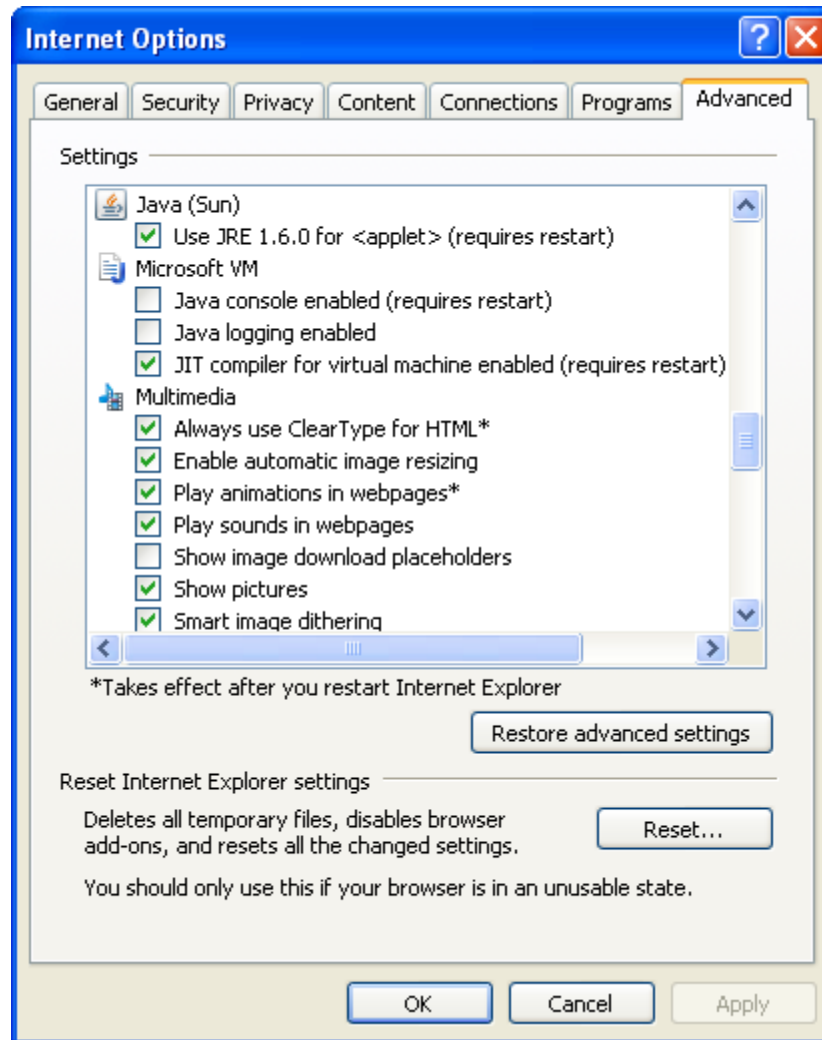 Internet Options
General Security Privacy Content Connections Programs Advanced
Settings
Java (Sun)
Use JRE 1.6.0 for <applet> (requires restart)
Microsoft VM
Java console enabled (requires restart)
Java logging enabled
JIT compiler for virtual machine enabled (requires restart)
Multimedia
Always use ClearType for HTML*
Enable automatic image resizing
Play animations in webpages*
Play sounds in webpages
Show image download placeholders
Show pictures
Smart image dithering
*Takes effect after you restart Internet Explorer
Restore advanced settings
Reset Internet Explorer settings
Deletes all temporary files, disables browser
add-ons, and resets all the changed settings.
Reset...
You should only use this if your browser is in an unusable state.
OK Cancel Apply